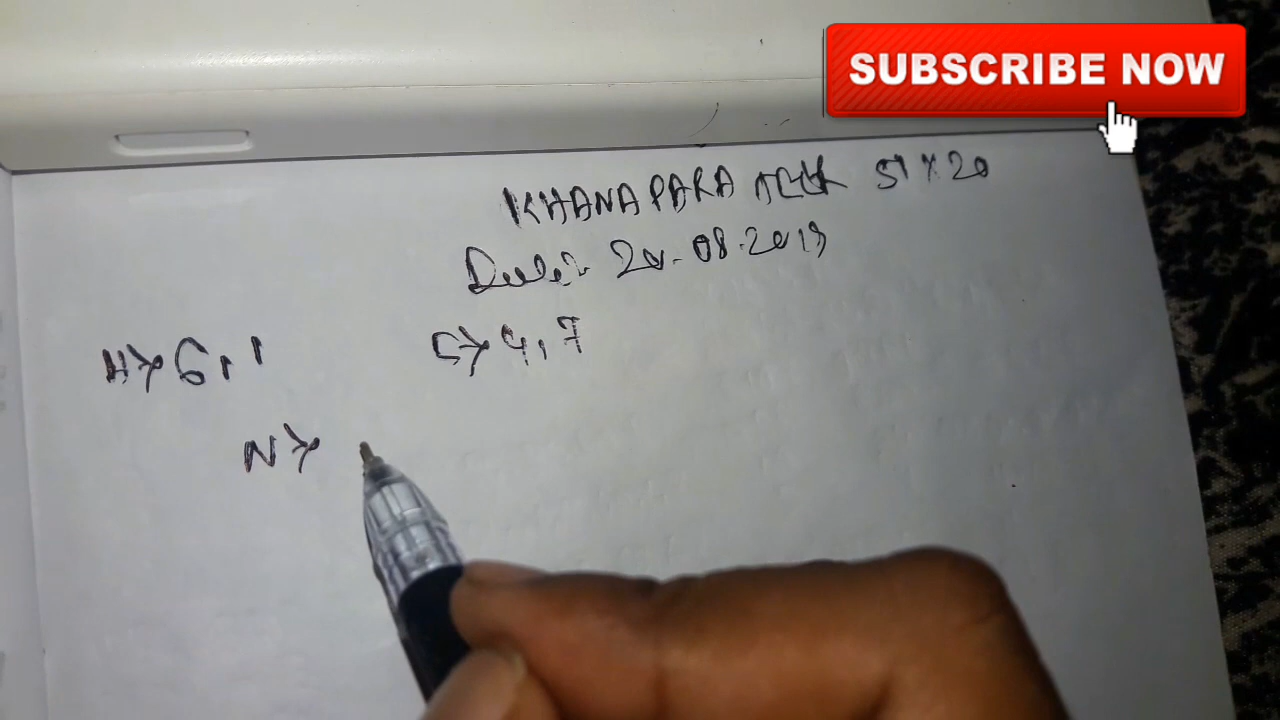 SUBSCRIBE NOW
KHANAPARA
20.08.2019
H> 6, 1
C> 4, 7
N>